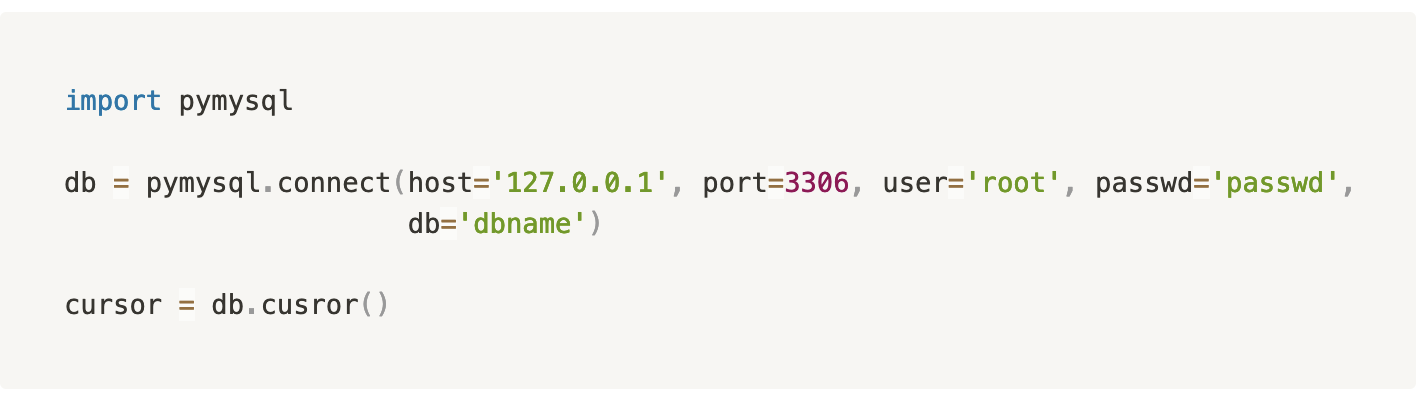 import pymysql
db = pymysql.connect(host='127.0.0.1', port=3306, user='root', passwd='passwd',
db='dbname')
cursor = db.cusror()